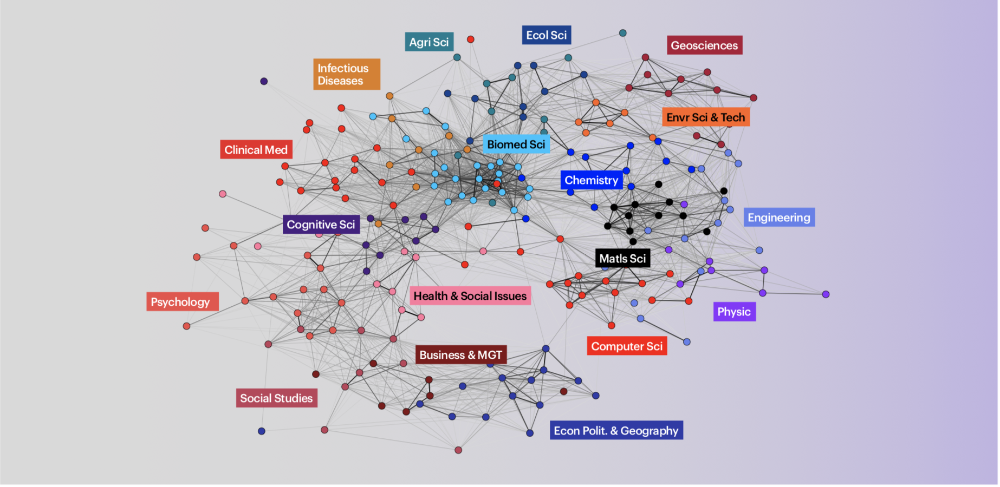 Ecol Sci
Agri Sci
Geosciences
Infectious
Diseases
Envr Sci & Tech
Biomed Sci
Clinical Med
Chemistry
Engineering
Cognitive Sci
Matls Sci
Health & Social Issues
Psychology
Physic
Computer Sci
Business & MGT
Social Studies
Econ Polit. & Geography